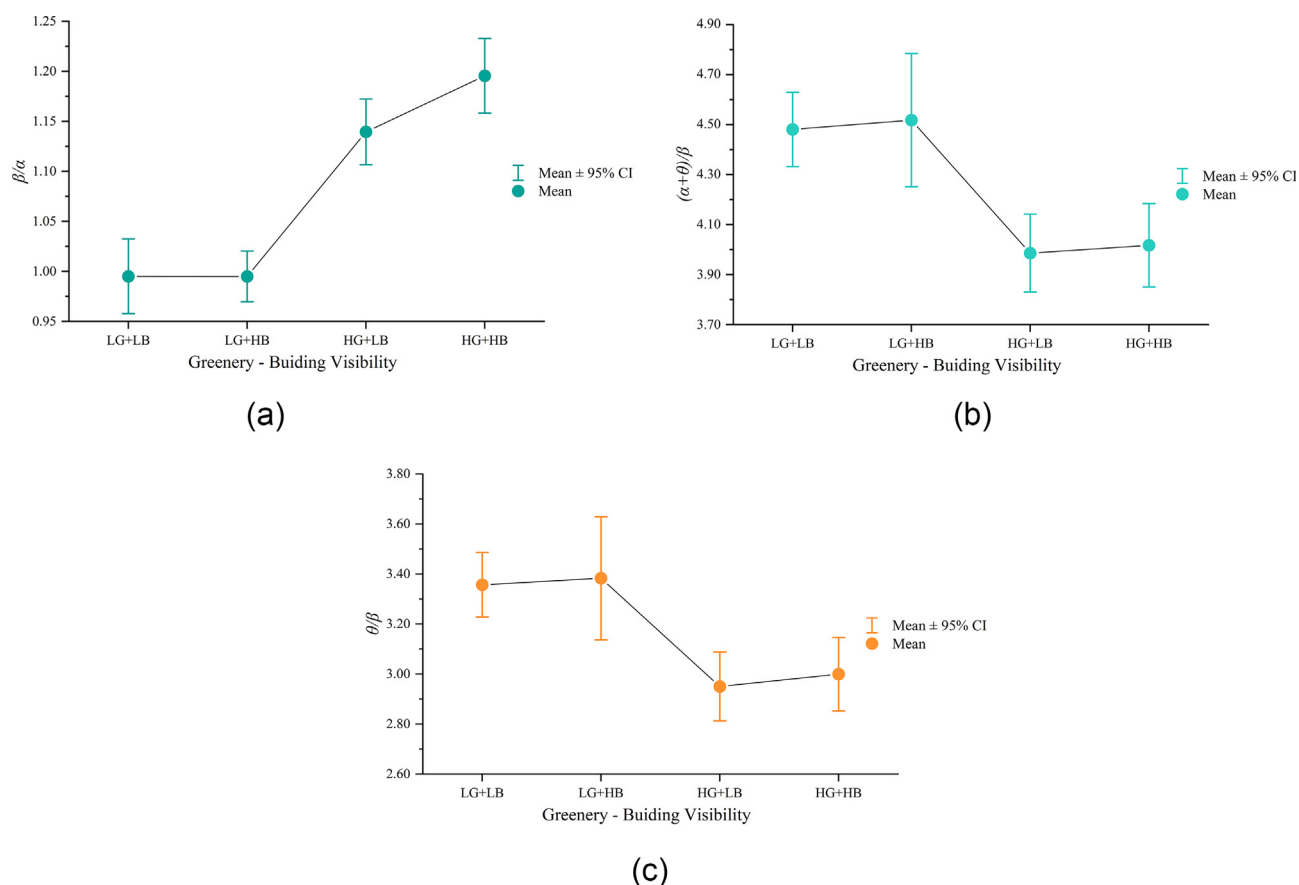 1.25
1.20
1.15
1.10
1.05
1.00
0.95
β/α
LG+LB
LG+HB
HG+LB
HG+HB
Greenery - Buiding Visibility
Mean ± 95% CI
Mean
(a)
4.90
4.70
4.50
4.30
4.10
3.90
3.70
(α+θ)/β
LG+LB
LG+HB
HG+LB
HG+HB
Greenery - Buiding Visibility
Mean ± 95% CI
Mean
(b)
3.80
3.60
3.40
3.20
3.00
2.80
2.60
θ/β
LG+LB
LG+HB
HG+LB
HG+HB
Greenery - Buiding Visibility
Mean ± 95% CI
Mean
(c)